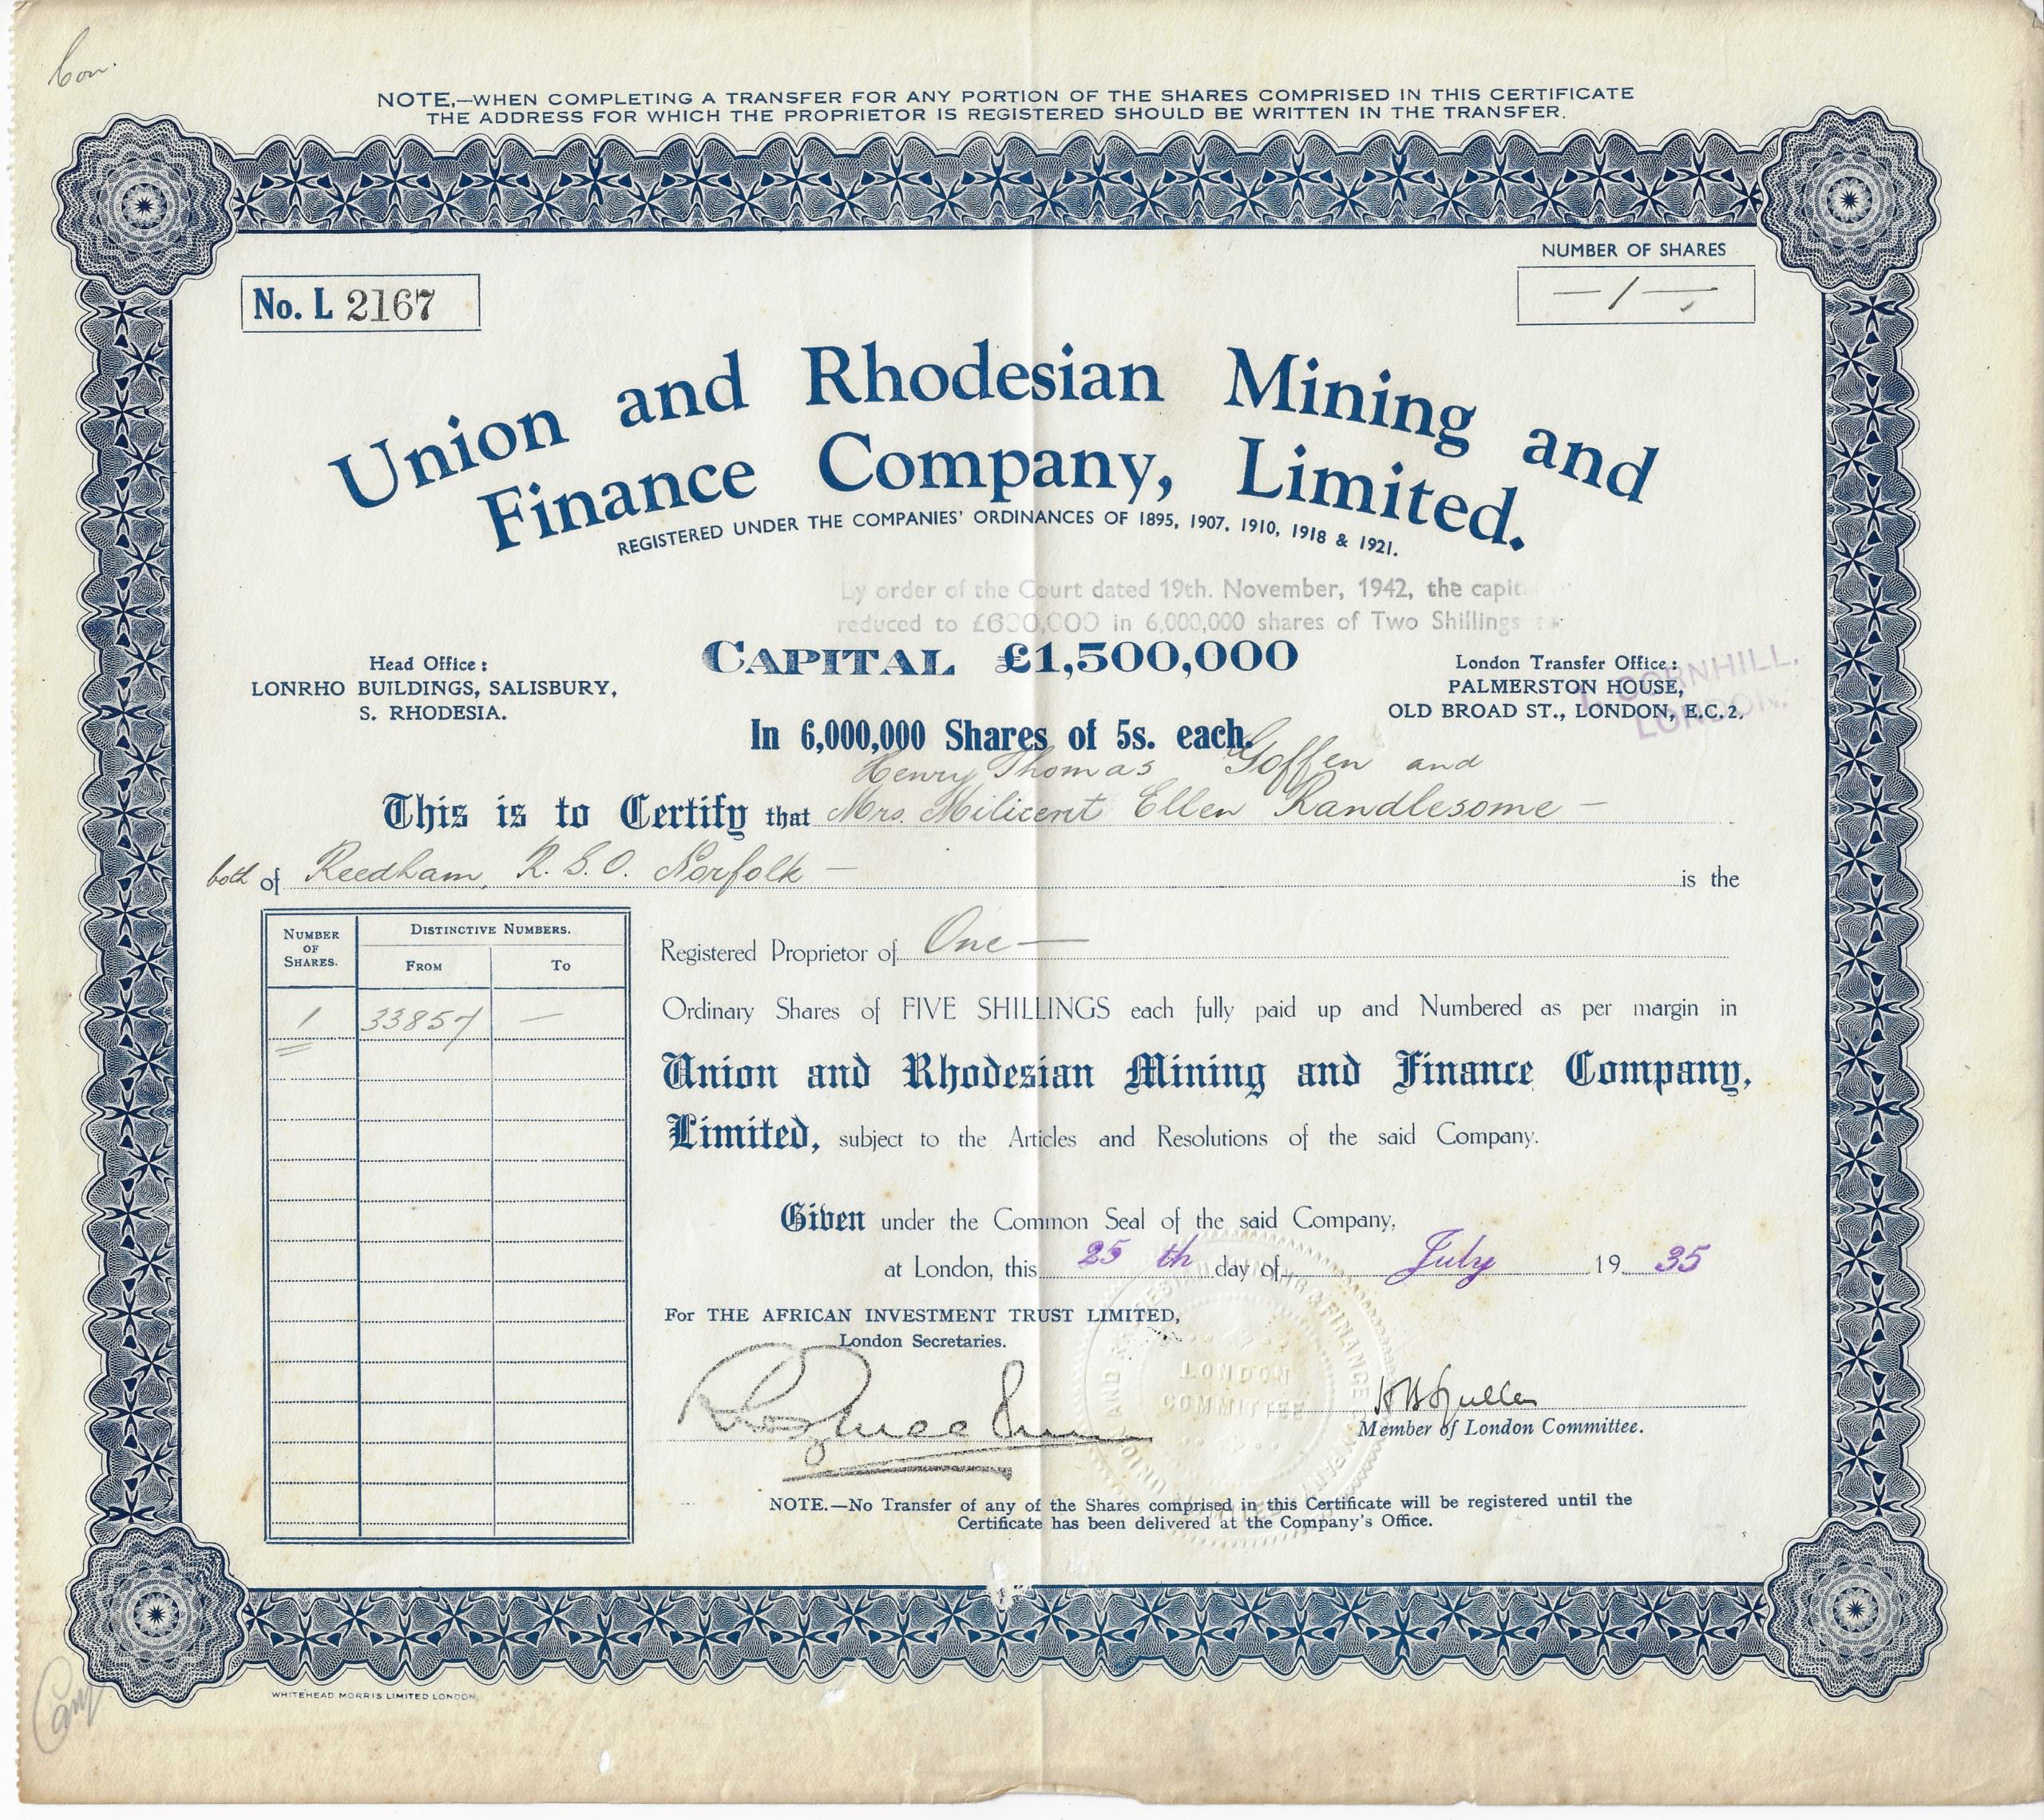 Con.
NOTE.—WHEN COMPLETING A TRANSFER FOR ANY PORTION OF THE SHARES COMPRISED IN THIS CERTIFICATE
THE ADDRESS FOR WHICH THE PROPRIETOR IS REGISTERED SHOULD BE WRITTEN IN THE TRANSFER.
NUMBER OF SHARES
No. L 2167
—1—
Union and Rhodesian Mining and
Finance Company, Limited.
REGISTERED UNDER THE COMPANIES' ORDINANCES OF 1895, 1907, 1910, 1918 & 1921.
By order of the Court dated 19th. November, 1942, the capit
reduced to £600,000 in 6,000,000 shares of Two Shillings
CAPITAL £1,500,000
Head Office:
LONRHO BUILDINGS, SALISBURY,
S. RHODESIA.
London Transfer Office:
PALMERSTON HOUSE,
OLD BROAD ST., LONDON, E.C.2.
CORNHILL,
LONDON.
In 6,000,000 Shares of 5s. each.
Henry Thomas Goffen and
This is to Certify that Mrs. Milicent Ellen Kandlesome —
both of Reedham, R.S.O. Norfolk — is the
NUMBER OF SHARES.
DISTINCTIVE NUMBERS.
FROM
TO
1 33857 —
Registered Proprietor of One —
Ordinary Shares of FIVE SHILLINGS each fully paid up and Numbered as per margin in
Union and Rhodesian Mining and Finance Company,
Limited, subject to the Articles and Resolutions of the said Company.
Given under the Common Seal of the said Company,
at London, this 25th day of July 1935
For THE AFRICAN INVESTMENT TRUST LIMITED,
London Secretaries.
LONDON
COMMITTEE
Member of London Committee.
NOTE.—No Transfer of any of the Shares comprised in this Certificate will be registered until the
Certificate has been delivered at the Company's Office.
WHITEHEAD MORRIS LIMITED LONDON,